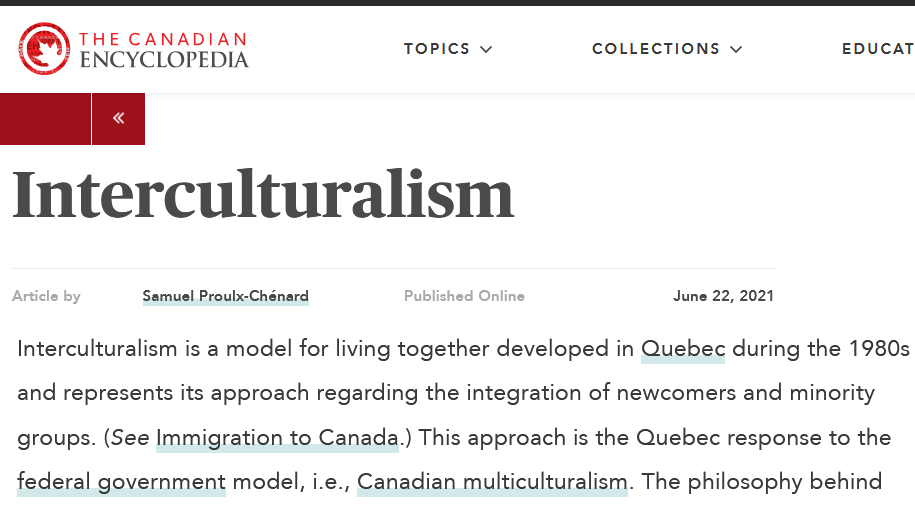 THE CANADIAN
ENCYCLOPEDIA
TOPICS
COLLECTIONS
EDUCAT
Interculturalism
Article by
Samuel Proulx-Chénard
Published Online
June 22, 2021
Interculturalism is a model for living together developed in Quebec during the 1980s
and represents its approach regarding the integration of newcomers and minority
groups. (See Immigration to Canada.) This approach is the Quebec response to the
federal government model, i.e., Canadian multiculturalism. The philosophy behind